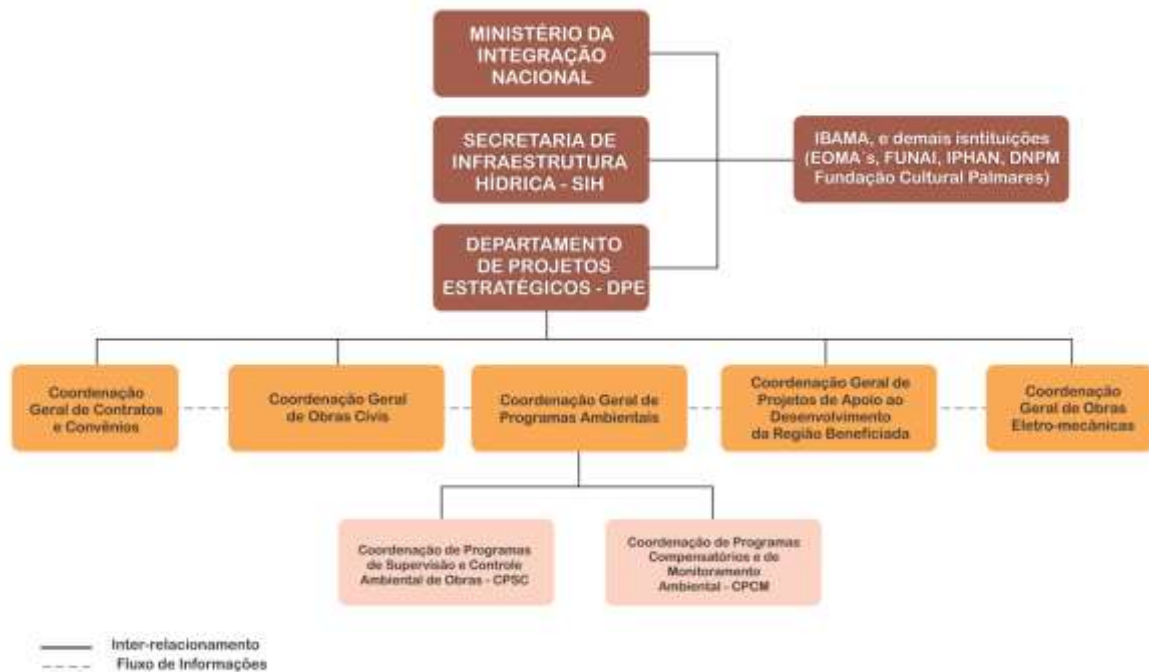 MINISTÉRIO DA
INTEGRAÇÃO
NACIONAL
SECRETARIA DE
INFRAESTRUTURA
HÍDRICA - SIH
IBAMA, e demais isntituições
(EOMA´s, FUNAI, IPHAN, DNPM
Fundação Cultural Palmares)
DEPARTAMENTO
DE PROJETOS
ESTRATÉGICOS - DPE
Coordenação
Geral de Contratos
e Convênios
Coordenação Geral
de Obras Civis
Coordenação Geral de
Programas Ambientais
Coordenação Geral de
Projetos de Apoio ao
Desenvolvimento
da Região Beneficiada
Coordenação
Geral de Obras
Eletro-mecânicas
Coordenação de Programas
de Supervisão e Controle
Ambiental de Obras - CPSC
Coordenação de Programas
Compensatórios e de
Monitoramento
Ambiental - CPCM
Inter-relacionamento
Fluxo de Informações